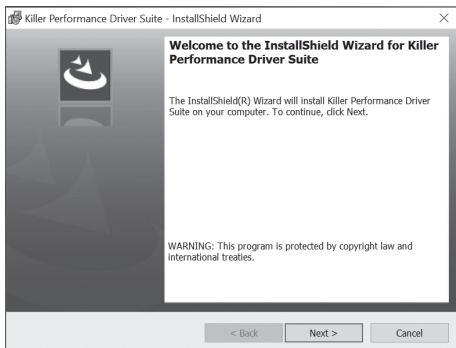 Killer Performance Driver Suite - InstallShield Wizard
Welcome to the InstallShield Wizard for Killer
Performance Driver Suite
The InstallShield(R) Wizard will install Killer Performance Driver
Suite on your computer. To continue, click Next.
WARNING: This program is protected by copyright law and
international treaties.
< Back Next > Cancel